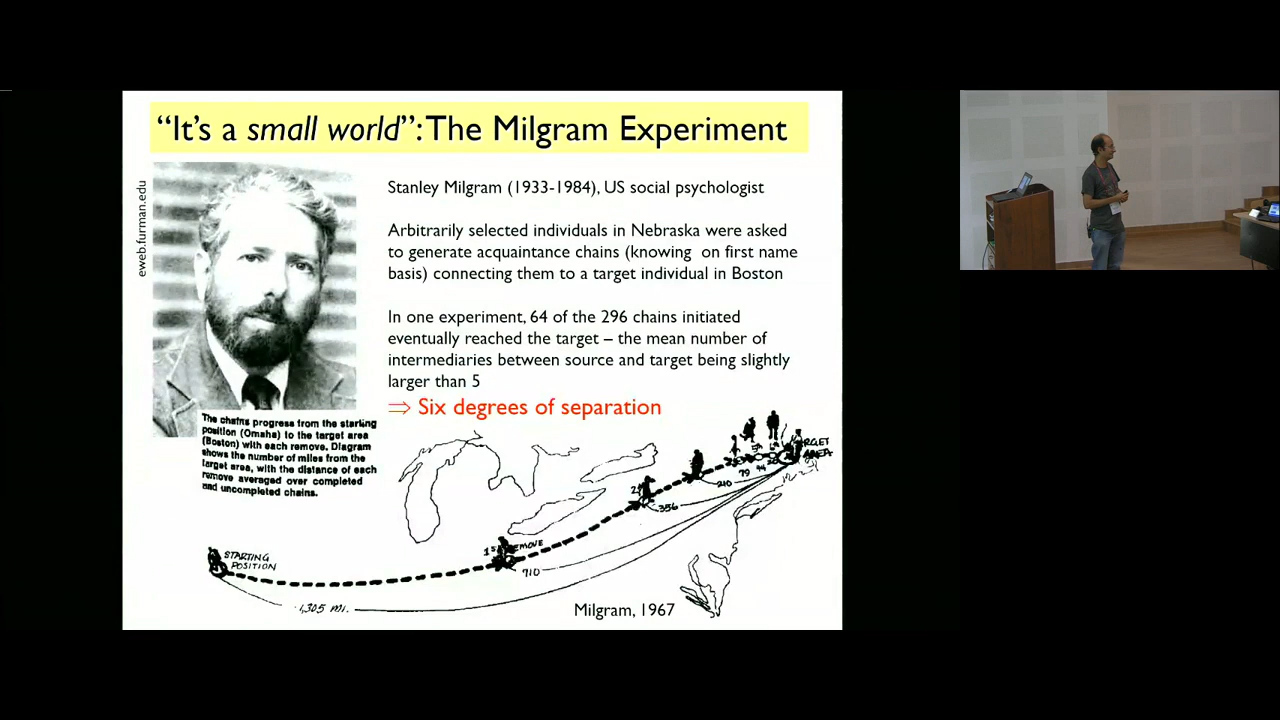 “It's a small world”: The Milgram Experiment
eweb.furman.edu
Stanley Milgram (1933-1984), US social psychologist
Arbitrarily selected individuals in Nebraska were asked
to generate acquaintance chains (knowing on first name
basis) connecting them to a target individual in Boston
In one experiment, 64 of the 296 chains initiated
eventually reached the target – the mean number of
intermediaries between source and target being slightly
larger than 5
⇒ Six degrees of separation
The chains progress from the starting
position (Omaha) to the target area
(Boston) with each remove. Diagram
shows the number of miles from the
target area, with the distance of each
remove averaged over completed
and uncompleted chains.
STARTING
POSITION
1,305 mi.
1st REMOVE
710
356
210
79
AREA
Milgram, 1967